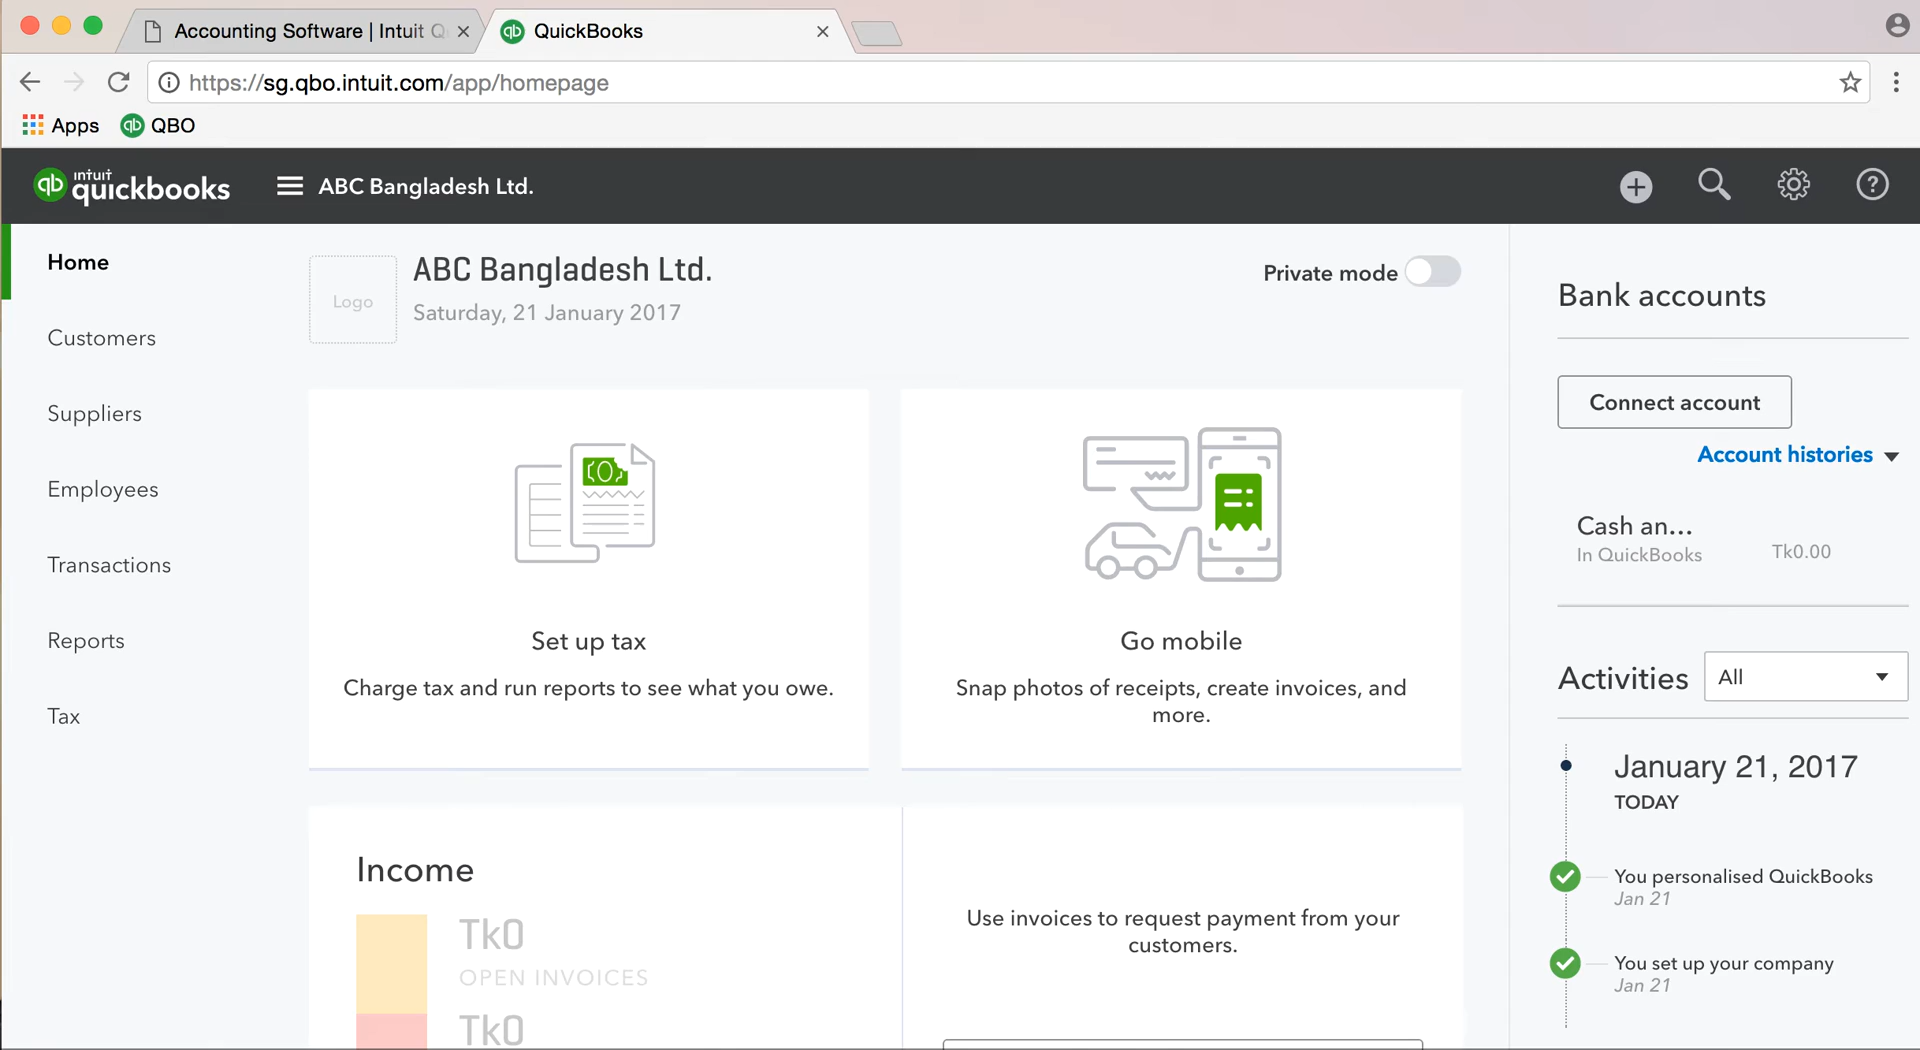 Accounting Software | Intuit Q
QuickBooks
https://sg.qbo.intuit.com/app/homepage
Apps
qb QBO
qb intuit quickbooks
ABC Bangladesh Ltd.
Home
Customers
Suppliers
Employees
Transactions
Reports
Tax
Logo
ABC Bangladesh Ltd.
Saturday, 21 January 2017
Private mode
Set up tax
Charge tax and run reports to see what you owe.
Go mobile
Snap photos of receipts, create invoices, and
more.
Income
Tk0
OPEN INVOICES
Tk0
Use invoices to request payment from your
customers.
Bank accounts
Connect account
Account histories
Cash an...
In QuickBooks
Tk0.00
Activities
All
January 21, 2017
TODAY
You personalised QuickBooks
Jan 21
You set up your company
Jan 21